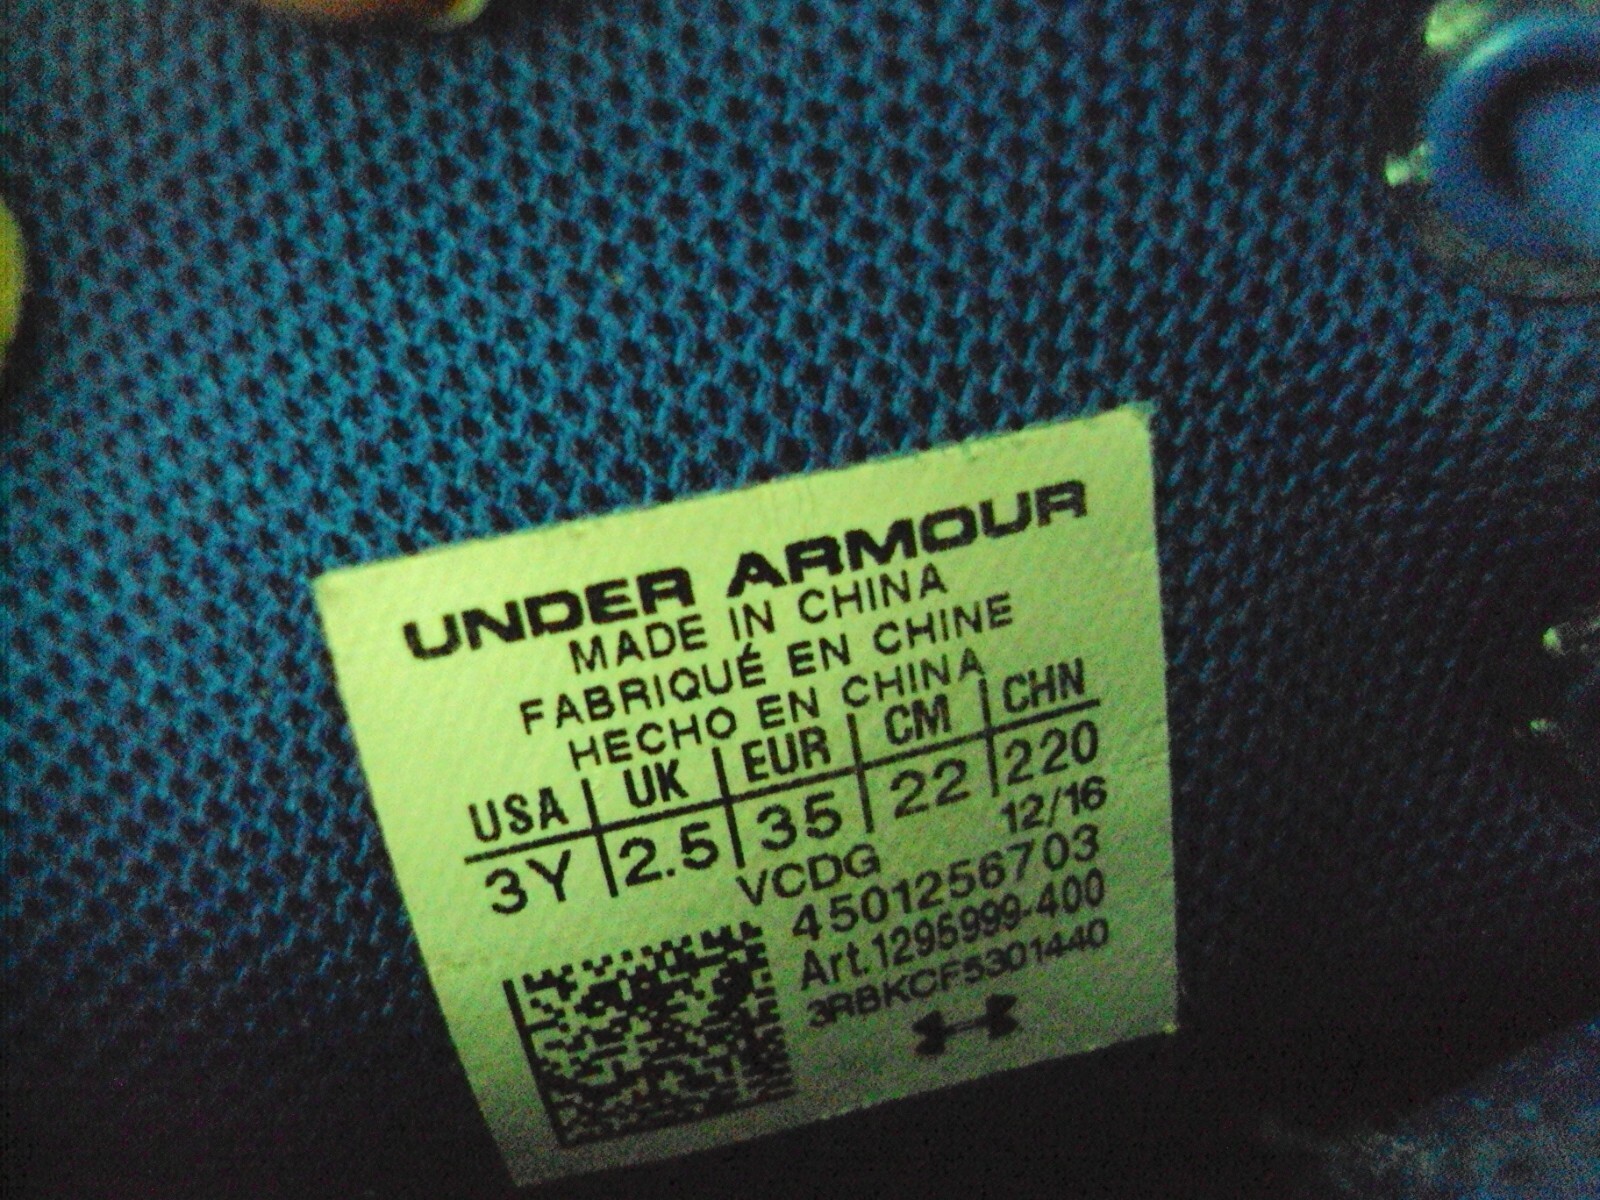 UNDER ARMOUR
MADE IN CHINA
FABRIQUÉ EN CHINE
HECHO EN CHINA
USA UK EUR CM CHN
3Y 2.5 35 22 220
12/16
VCDG
4501256703
Art.1295999-400
3RBKCF5301440